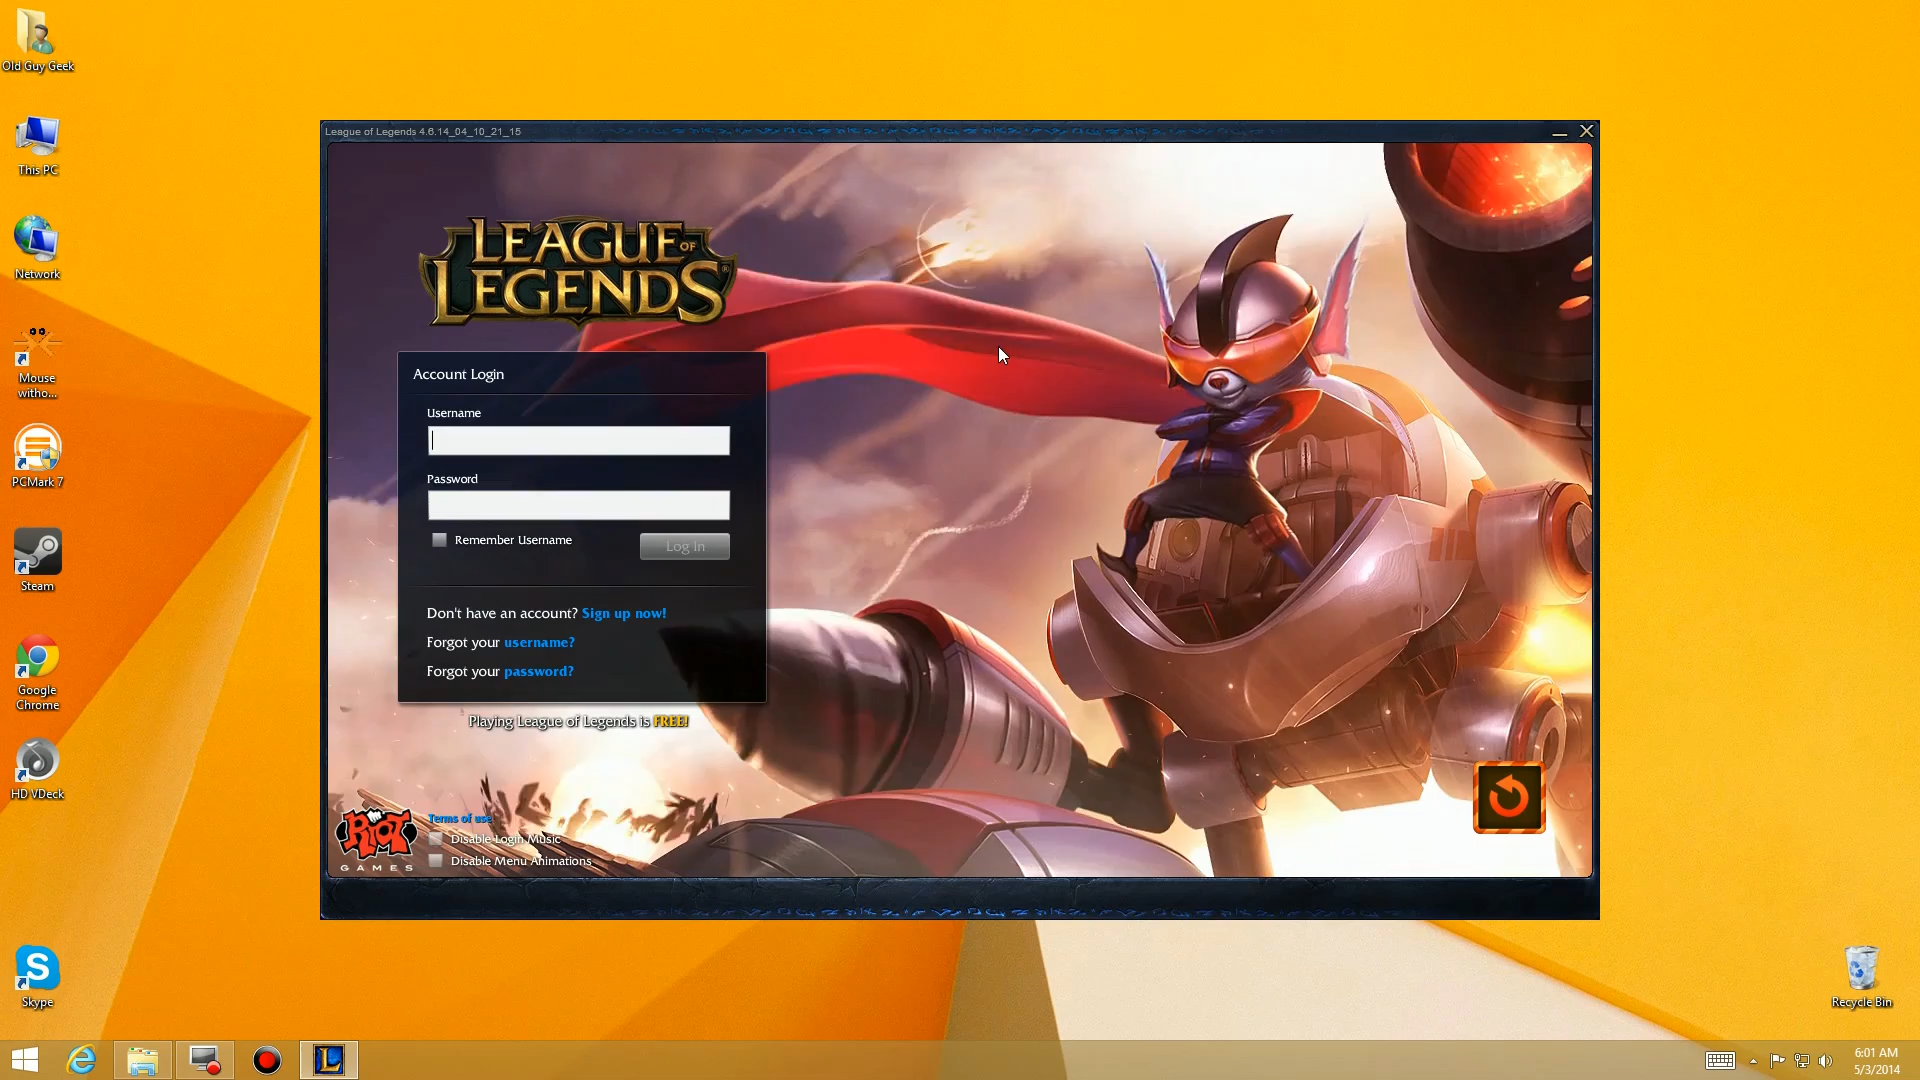 Old Guy Geek
This PC
Network
Mouse
witho...
PCMark 7
Steam
Google
Chrome
HD VDeck
Skype
League of Legends 4.6.14_04_10_21_15
LEAGUE OF
LEGENDS®
Account Login
Username
Password
Remember Username
Log In
Don't have an account? Sign up now!
Forgot your username?
Forgot your password?
Playing League of Legends is FREE!
RIOT
GAMES
Terms of use
Disable Login Music
Disable Menu Animations
Recycle Bin
6:01 AM
5/3/2014